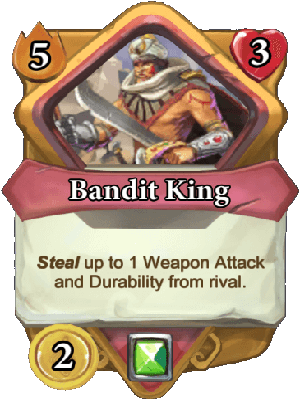 5
3
Bandit King
Steal up to 1 Weapon Attack
and Durability from rival.
2